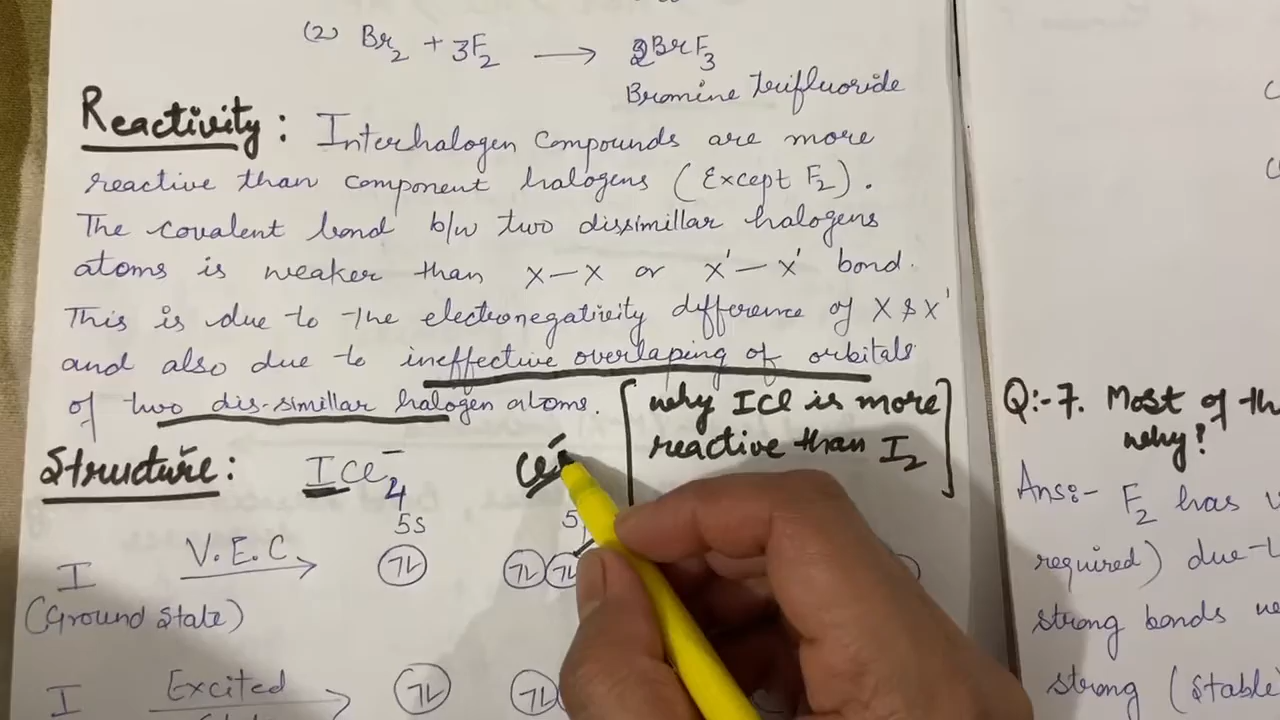 (2) Br2 + 3F2 ⟶ 2BrF3
Bromine Trifluoride
Reactivity: Interhalogen compounds are more
reactive than component halogens (Except F2).
The covalent bond b/w two dissimillar halogens
atoms is weaker than X—X or X'—X' bond.
This is due to the electronegativity difference of X & X'
and also due to ineffective overlaping of orbitals
of two dis-simillar halogen atoms.
[why ICl is more
reactive than I2]
Structure: ICl4⁻ Cl⁻
5s 5
I V.E.C. ⟶ 
(Ground State)
I Excited ⟶
Q:-7. Most of th
why?
Ans:- F2 has
required) due-t
strong bonds
strong (Stable